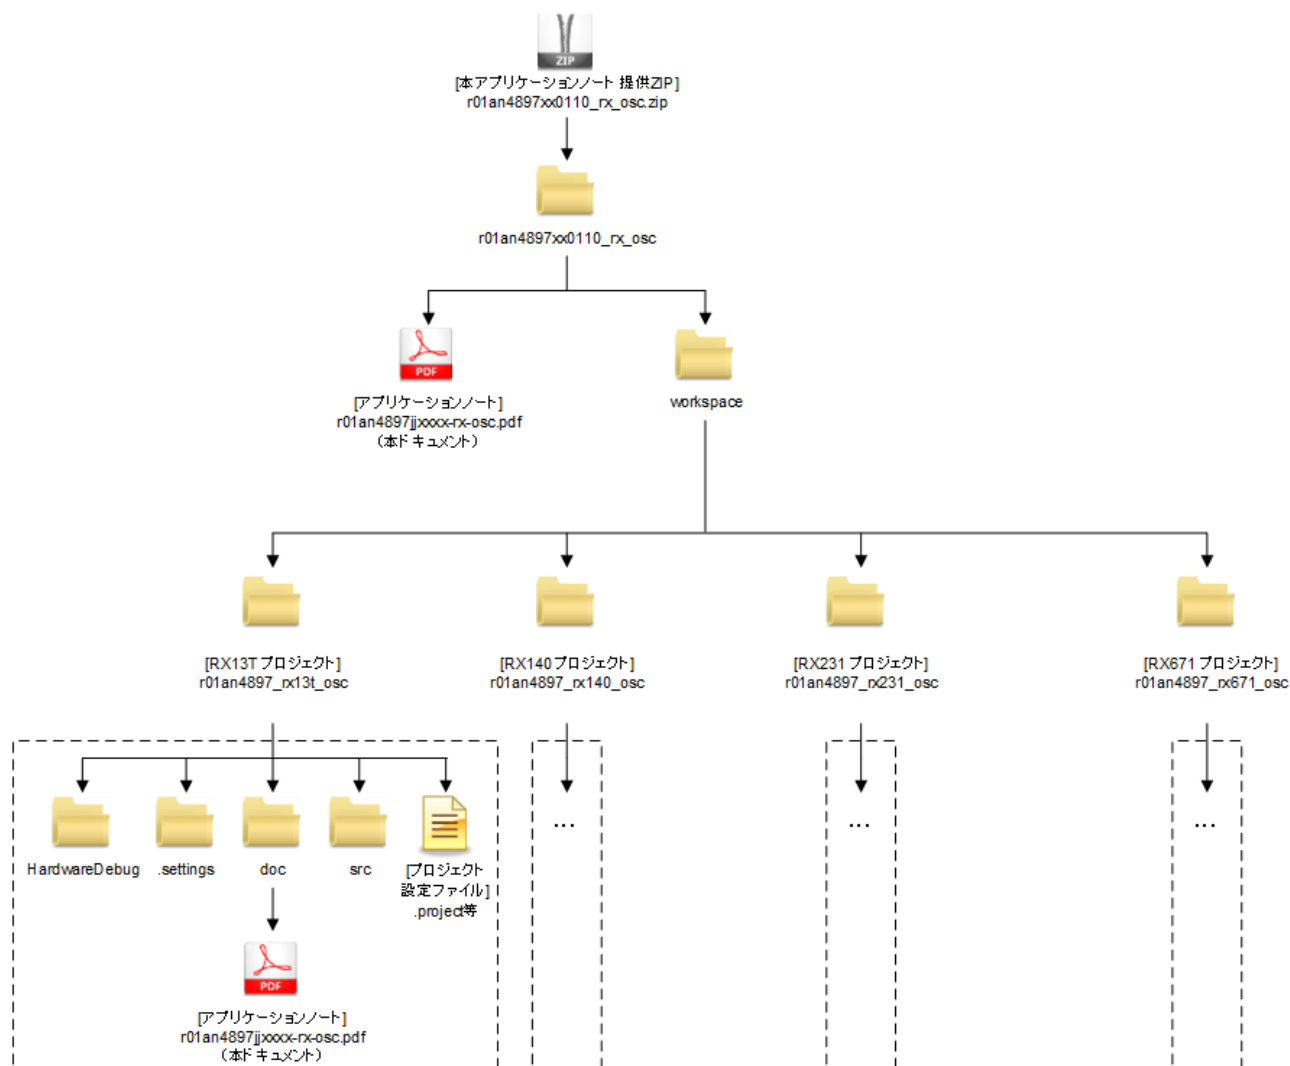 ZIP
[本アプリケーションノート 提供ZIP]
r01an4897xx0110_rx_osc.zip
r01an4897xx0110_rx_osc
PDF
[アプリケーションノート]
r01an4897jjxxxx-rx-osc.pdf
（本ドキュメント）
workspace
[RX13T プロジェクト]
r01an4897_rx13t_osc
[RX140 プロジェクト]
r01an4897_rx140_osc
[RX231 プロジェクト]
r01an4897_rx231_osc
[RX671 プロジェクト]
r01an4897_rx671_osc
HardwareDebug
.settings
doc
src
[プロジェクト
設定ファイル]
.project等
...
...
...
PDF
[アプリケーションノート]
r01an4897jjxxxx-rx-osc.pdf
（本ドキュメント）